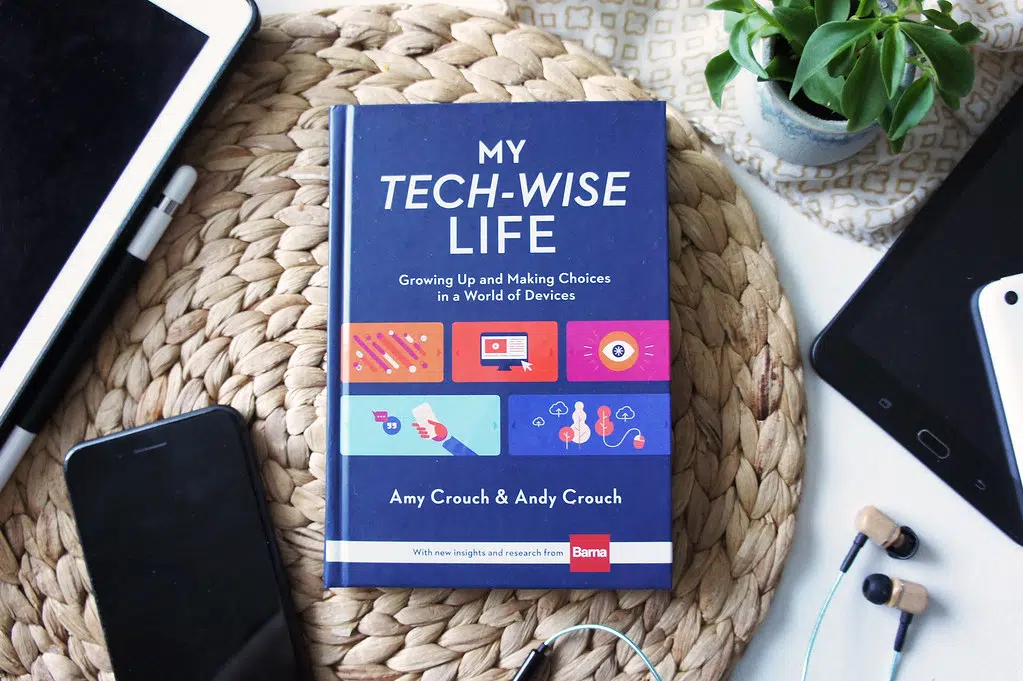 MY
TECH-WISE
LIFE
Growing Up and Making Choices
in a World of Devices
Amy Crouch & Andy Crouch
With new insights and research from Barna